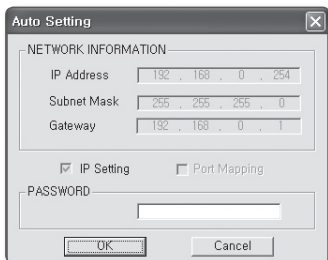 Auto Setting
NETWORK INFORMATION
IP Address 192 . 168 . 0 . 254
Subnet Mask 255 . 255 . 255 . 0
Gateway 192 . 168 . 0 . 1
IP Setting Port Mapping
PASSWORD
OK Cancel